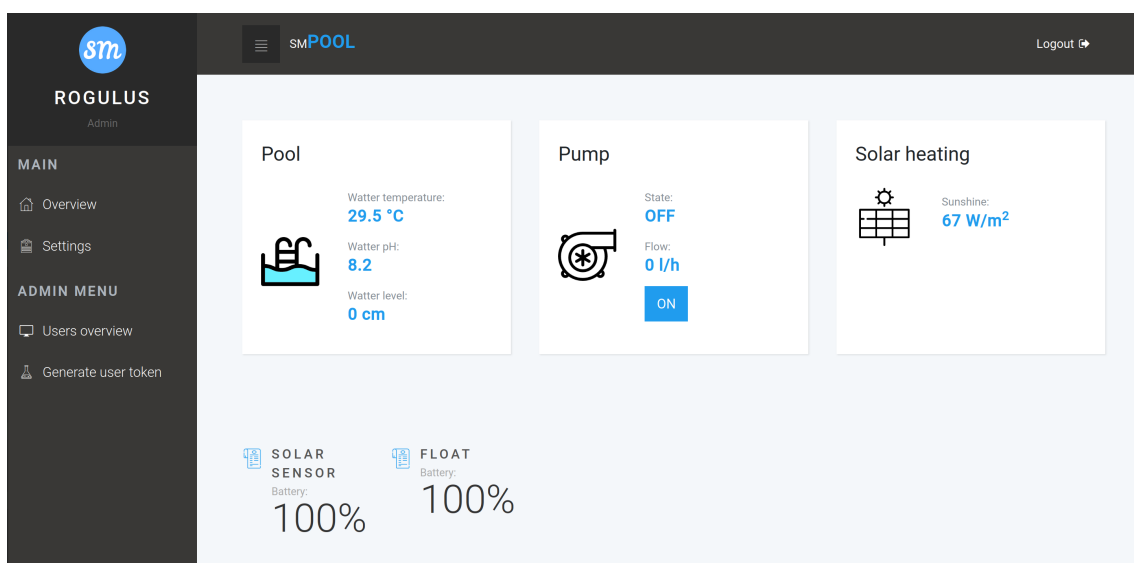 sm
ROGULUS
Admin
MAIN
Overview
Settings
ADMIN MENU
Users overview
Generate user token
SMPOOL
Logout
Pool
Watter temperature:
29.5 °C
Watter pH:
8.2
Watter level:
0 cm
Pump
State:
OFF
Flow:
0 l/h
ON
Solar heating
Sunshine:
67 W/m²
SOLAR
SENSOR
Battery:
100%
FLOAT
Battery:
100%